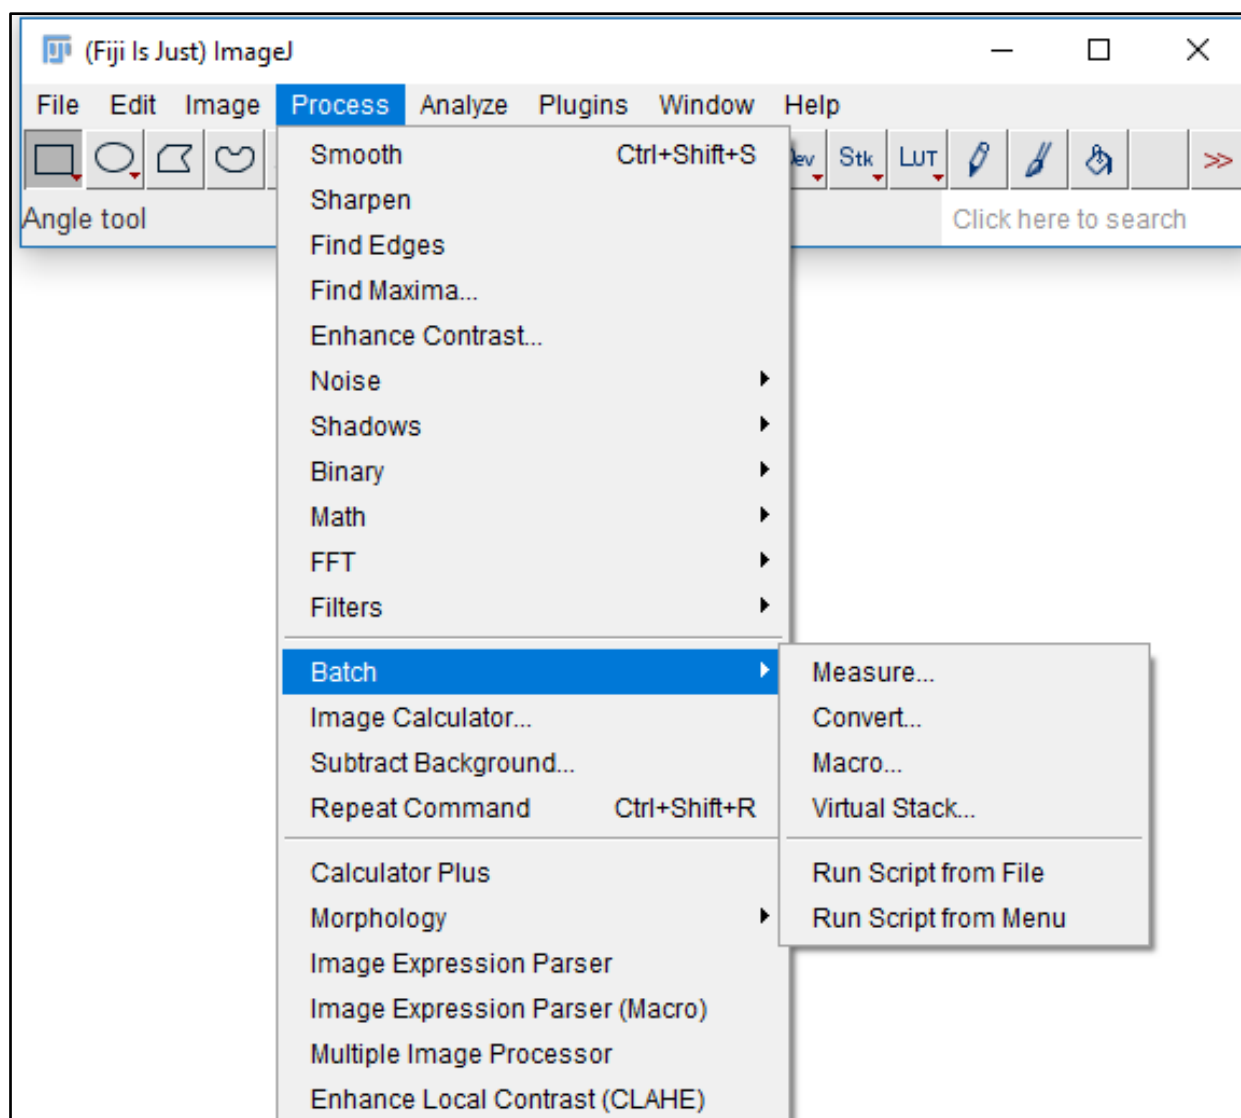 (Fiji Is Just) ImageJ
File Edit Image Process Analyze Plugins Window Help
Stk LUT >>
Angle tool
Click here to search
Smooth Ctrl+Shift+S
Sharpen
Find Edges
Find Maxima...
Enhance Contrast...
Noise
Shadows
Binary
Math
FFT
Filters
Batch
Image Calculator...
Subtract Background...
Repeat Command Ctrl+Shift+R
Calculator Plus
Morphology
Image Expression Parser
Image Expression Parser (Macro)
Multiple Image Processor
Enhance Local Contrast (CLAHE)
Measure...
Convert...
Macro...
Virtual Stack...
Run Script from File
Run Script from Menu